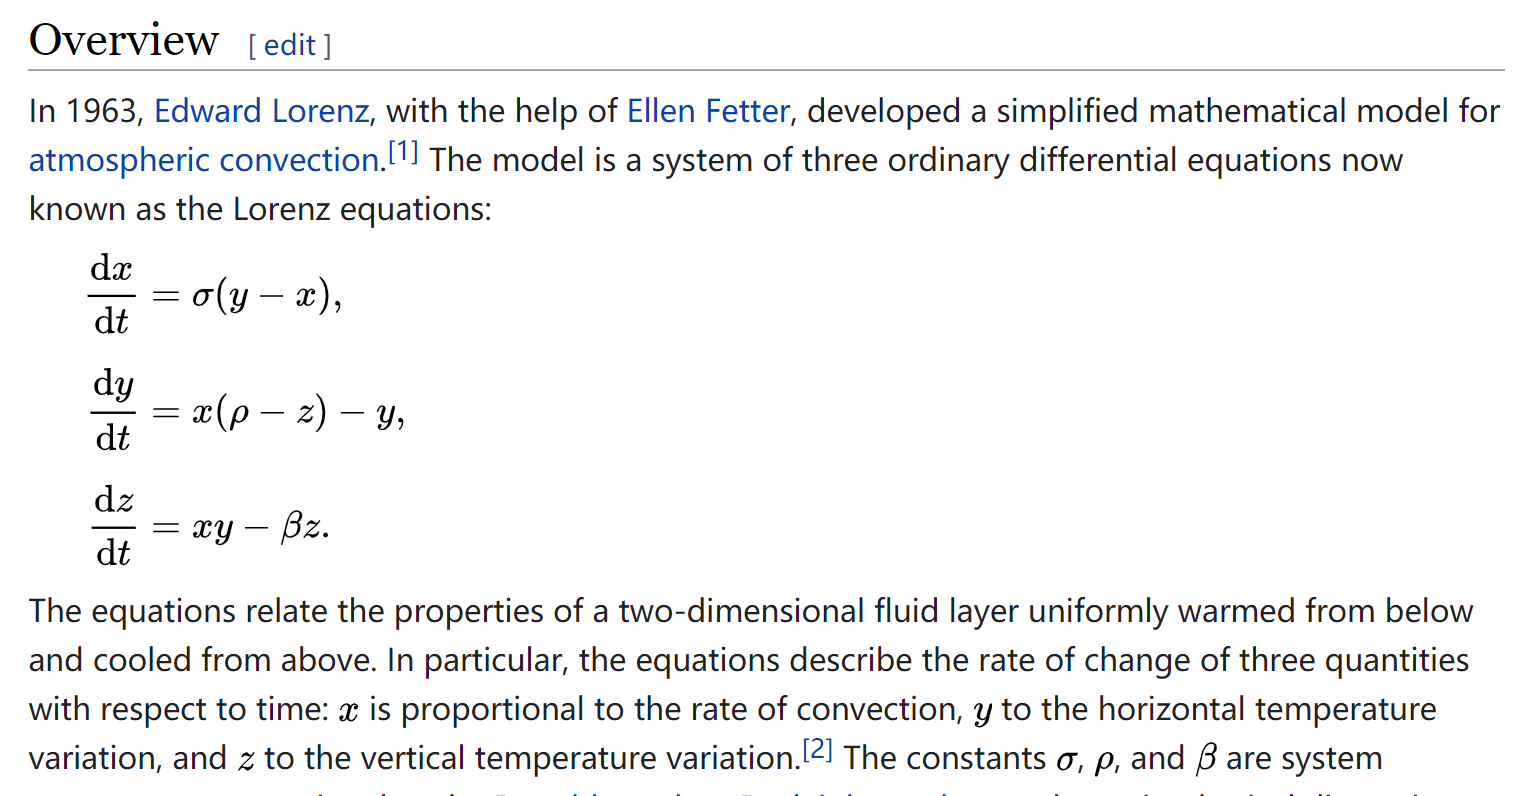 Overview [ edit ]
In 1963, Edward Lorenz, with the help of Ellen Fetter, developed a simplified mathematical model for
atmospheric convection.[1] The model is a system of three ordinary differential equations now
known as the Lorenz equations:
dx/dt = σ(y − x),
dy/dt = x(ρ − z) − y,
dz/dt = xy − βz.
The equations relate the properties of a two-dimensional fluid layer uniformly warmed from below
and cooled from above. In particular, the equations describe the rate of change of three quantities
with respect to time: x is proportional to the rate of convection, y to the horizontal temperature
variation, and z to the vertical temperature variation.[2] The constants σ, ρ, and β are system